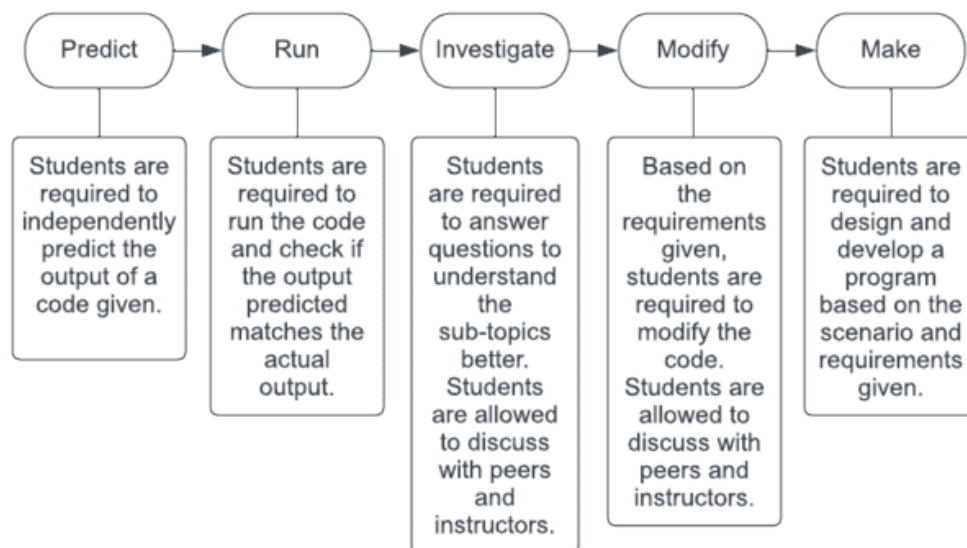 Predict
Run
Investigate
Modify
Make
Students are
required to
independently
predict the
output of a
code given.
Students are
required to
run the code
and check if
the output
predicted
matches the
actual
output.
Students
are required
to answer
questions to
understand
the
sub-topics
better.
Students
are allowed
to discuss
with peers
and
instructors.
Based on
the
requirements
given,
students are
required to
modify the
code.
Students are
allowed to
discuss with
peers and
instructors.
Students are
required to
design and
develop a
program
based on the
scenario and
requirements
given.